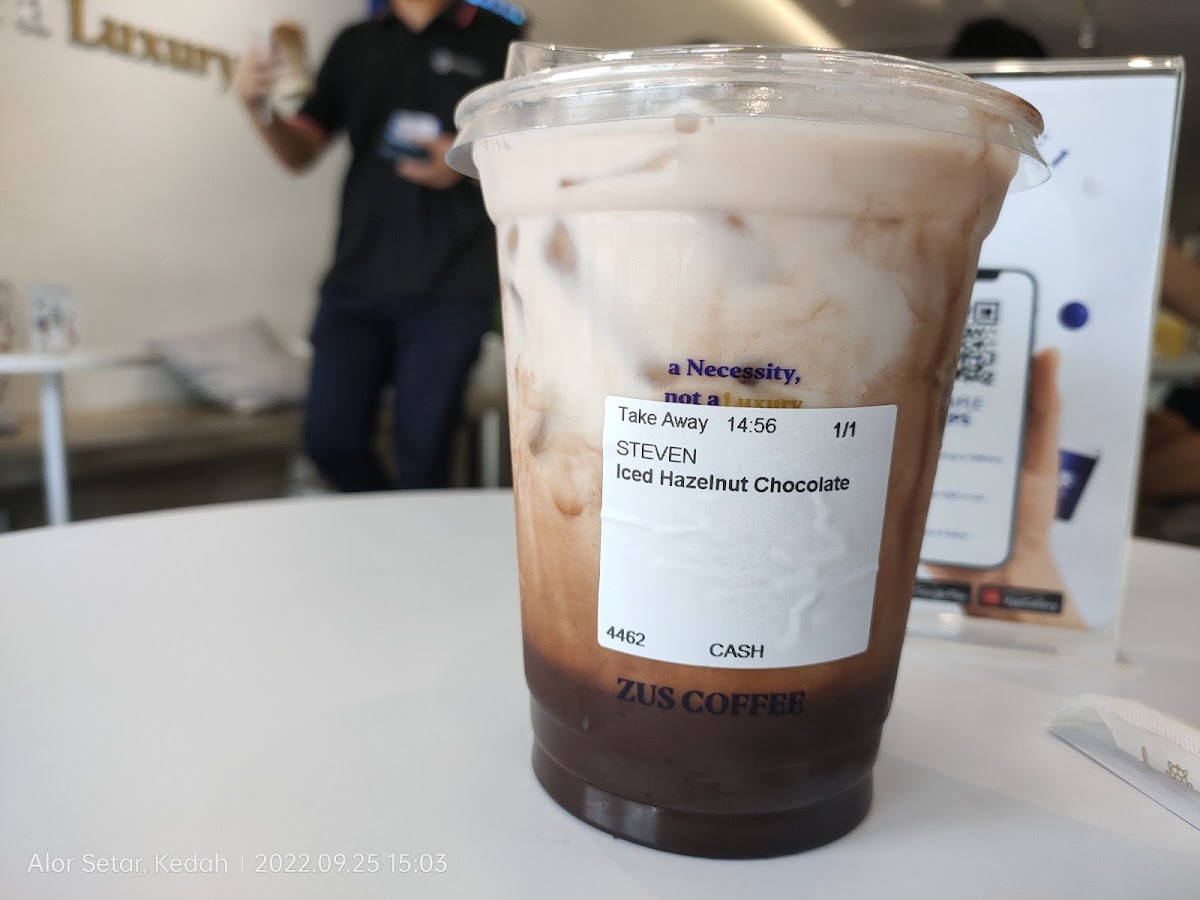 Luxury
a Necessity,
not a Luxury
Take Away 14:56 1/1
STEVEN
Iced Hazelnut Chocolate
4462 CASH
ZUS COFFEE
Alor Setar, Kedah | 2022.09.25 15:03